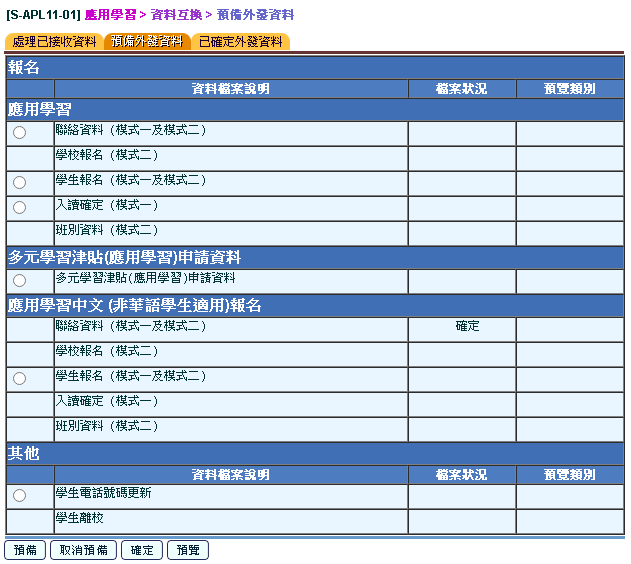 [S-APL11-01] 應用學習 > 資料互換 > 預備外發資料
處理已接收資料 預備外發資料 已確定外發資料
報名
資料檔案說明 檔案狀況 預覽類別
應用學習
聯絡資料 (模式一及模式二)
學校報名 (模式二)
學生報名 (模式一及模式二)
入讀確定 (模式一)
班別資料 (模式二)
多元學習津貼(應用學習)申請資料
多元學習津貼(應用學習)申請資料
應用學習中文 (非華語學生適用)報名
聯絡資料 (模式一及模式二) 確定
學校報名 (模式二)
學生報名 (模式一及模式二)
入讀確定 (模式一)
班別資料 (模式二)
其他
資料檔案說明 檔案狀況 預覽類別
學生電話號碼更新
學生離校
預備 取消預備 確定 預覽